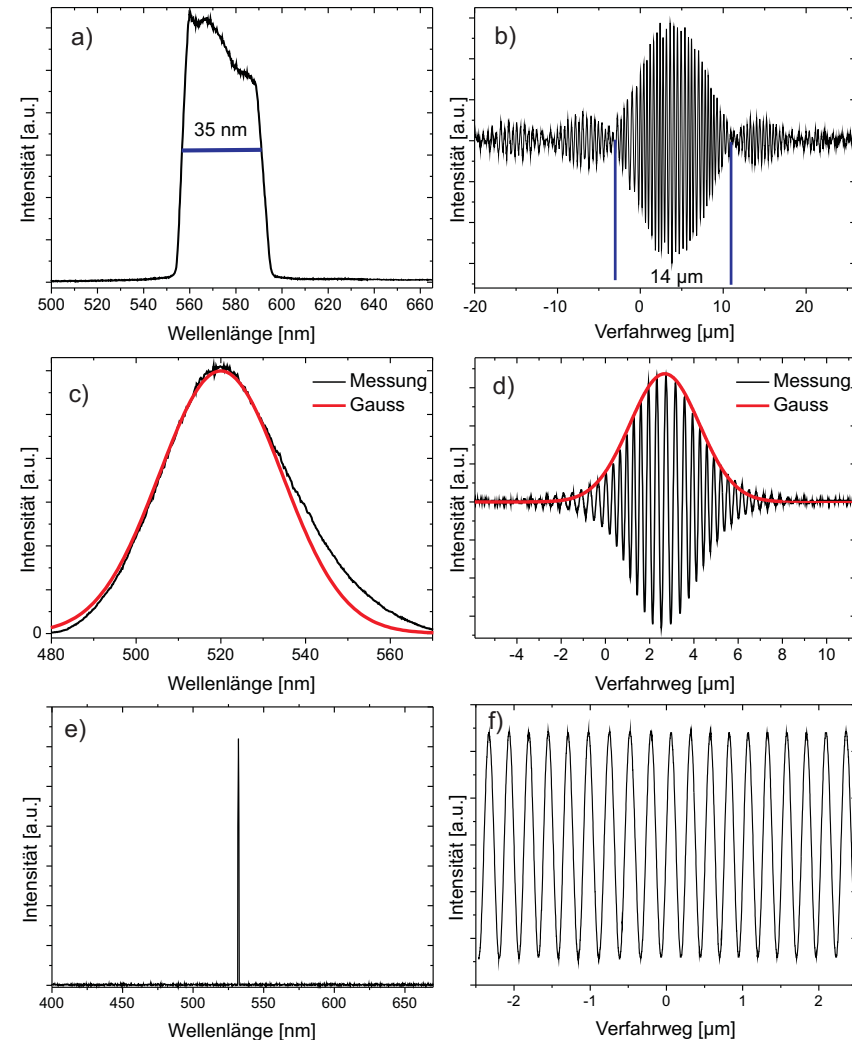 a)
35 nm
Intensität [a.u.]
500 520 540 560 580 600 620 640 660
Wellenlänge [nm]
b)
14 µm
Intensität [a.u.]
-20 -10 0 10 20
Verfahrweg [µm]
c)
Messung
Gauss
Intensität [a.u.]
0
480 500 520 540 560
Wellenlänge [nm]
d)
Messung
Gauss
Intensität [a.u.]
-4 -2 0 2 4 6 8 10
Verfahrweg [µm]
e)
Intensität [a.u.]
400 450 500 550 600 650
Wellenlänge [nm]
f)
Intensität [a.u.]
-2 -1 0 1 2
Verfahrweg [µm]